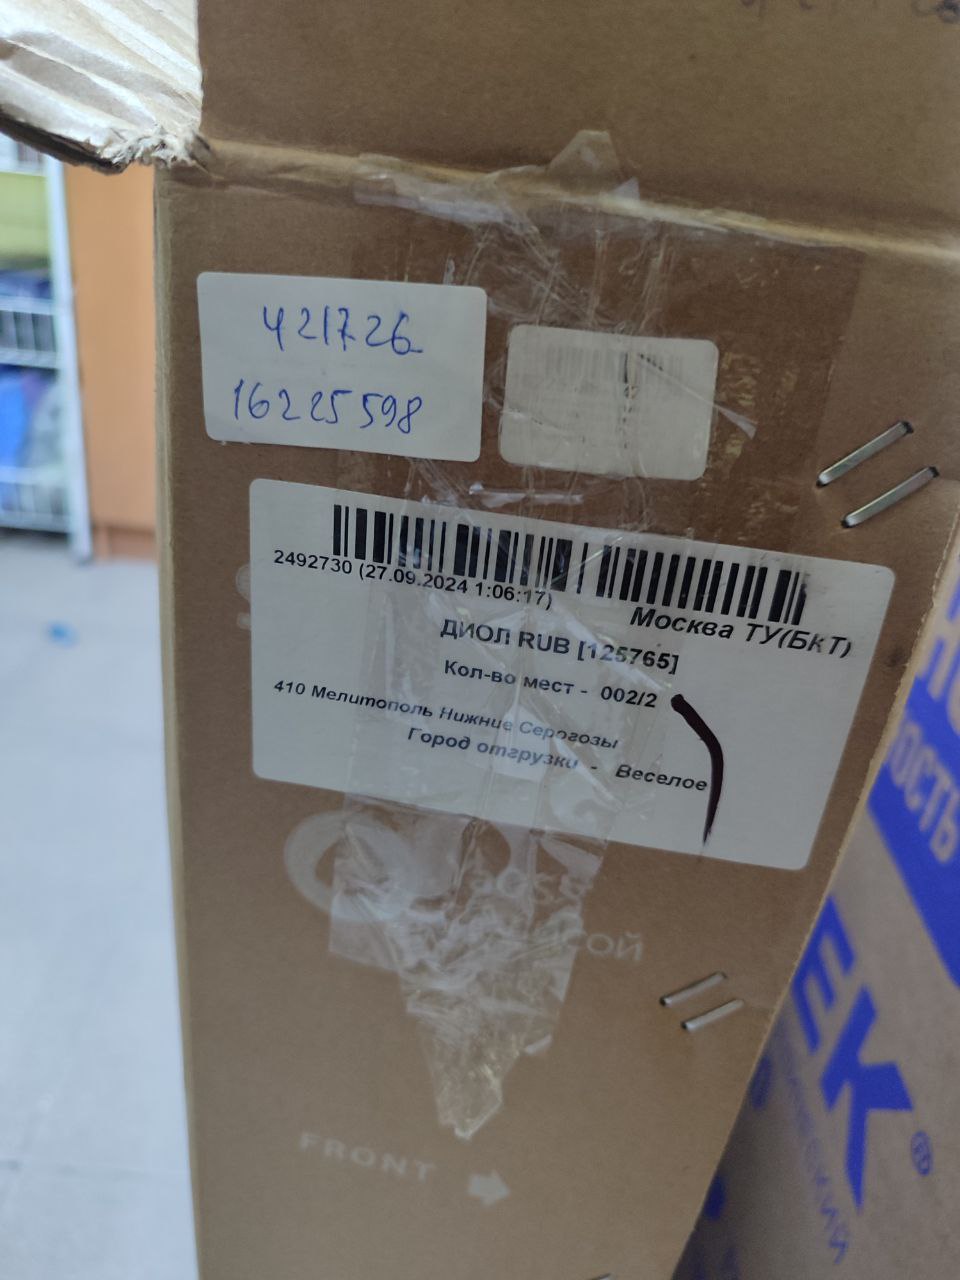 421726
16225598
2492730 (27.09.2024 1:06:17)
Москва ТУ(БкТ)
ДИОЛ RUB [125765]
Кол-во мест - 002/2
410 Мелитополь Нижние Серогозы
Город отгрузки - Веселое
FRONT